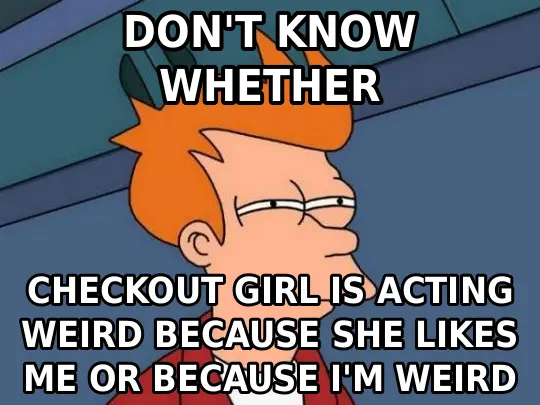 DON'T KNOW
WHETHER
CHECKOUT GIRL IS ACTING
WEIRD BECAUSE SHE LIKES
ME OR BECAUSE I'M WEIRD